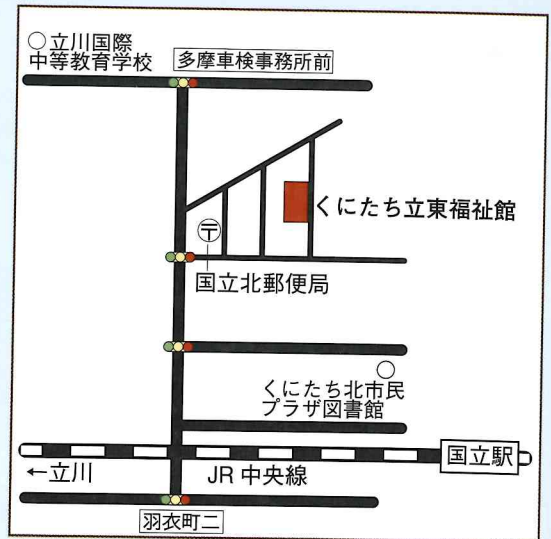 立川国際
中等教育学校
多摩車検事務所前
くにたち立東福祉館
〒
国立北郵便局
くにたち北市民
プラザ図書館
国立駅
←立川
JR中央線
羽衣町二